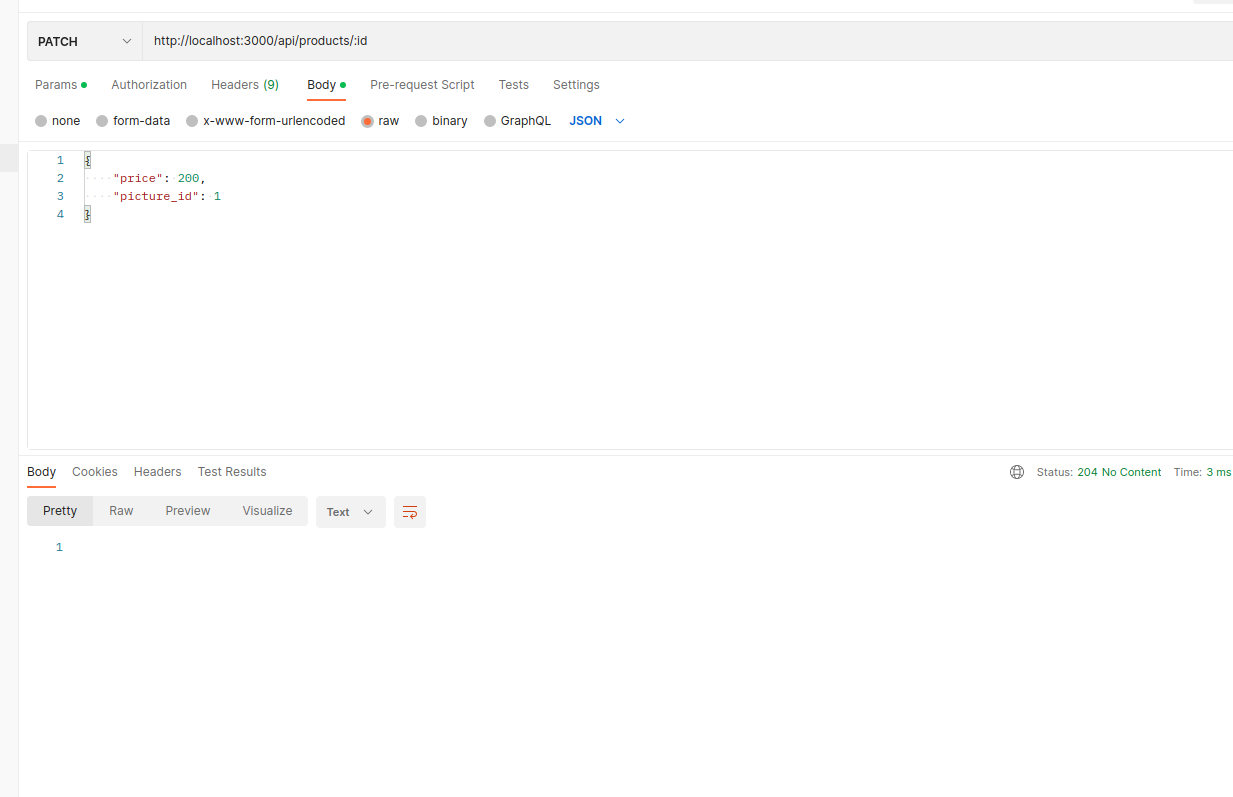 PATCH http://localhost:3000/api/products/:id
Params Authorization Headers (9) Body Pre-request Script Tests Settings
none form-data x-www-form-urlencoded raw binary GraphQL JSON
1 {
2 "price": 200,
3 "picture_id": 1
4 }
Body Cookies Headers Test Results Status: 204 No Content Time: 3 ms
Pretty Raw Preview Visualize Text
1